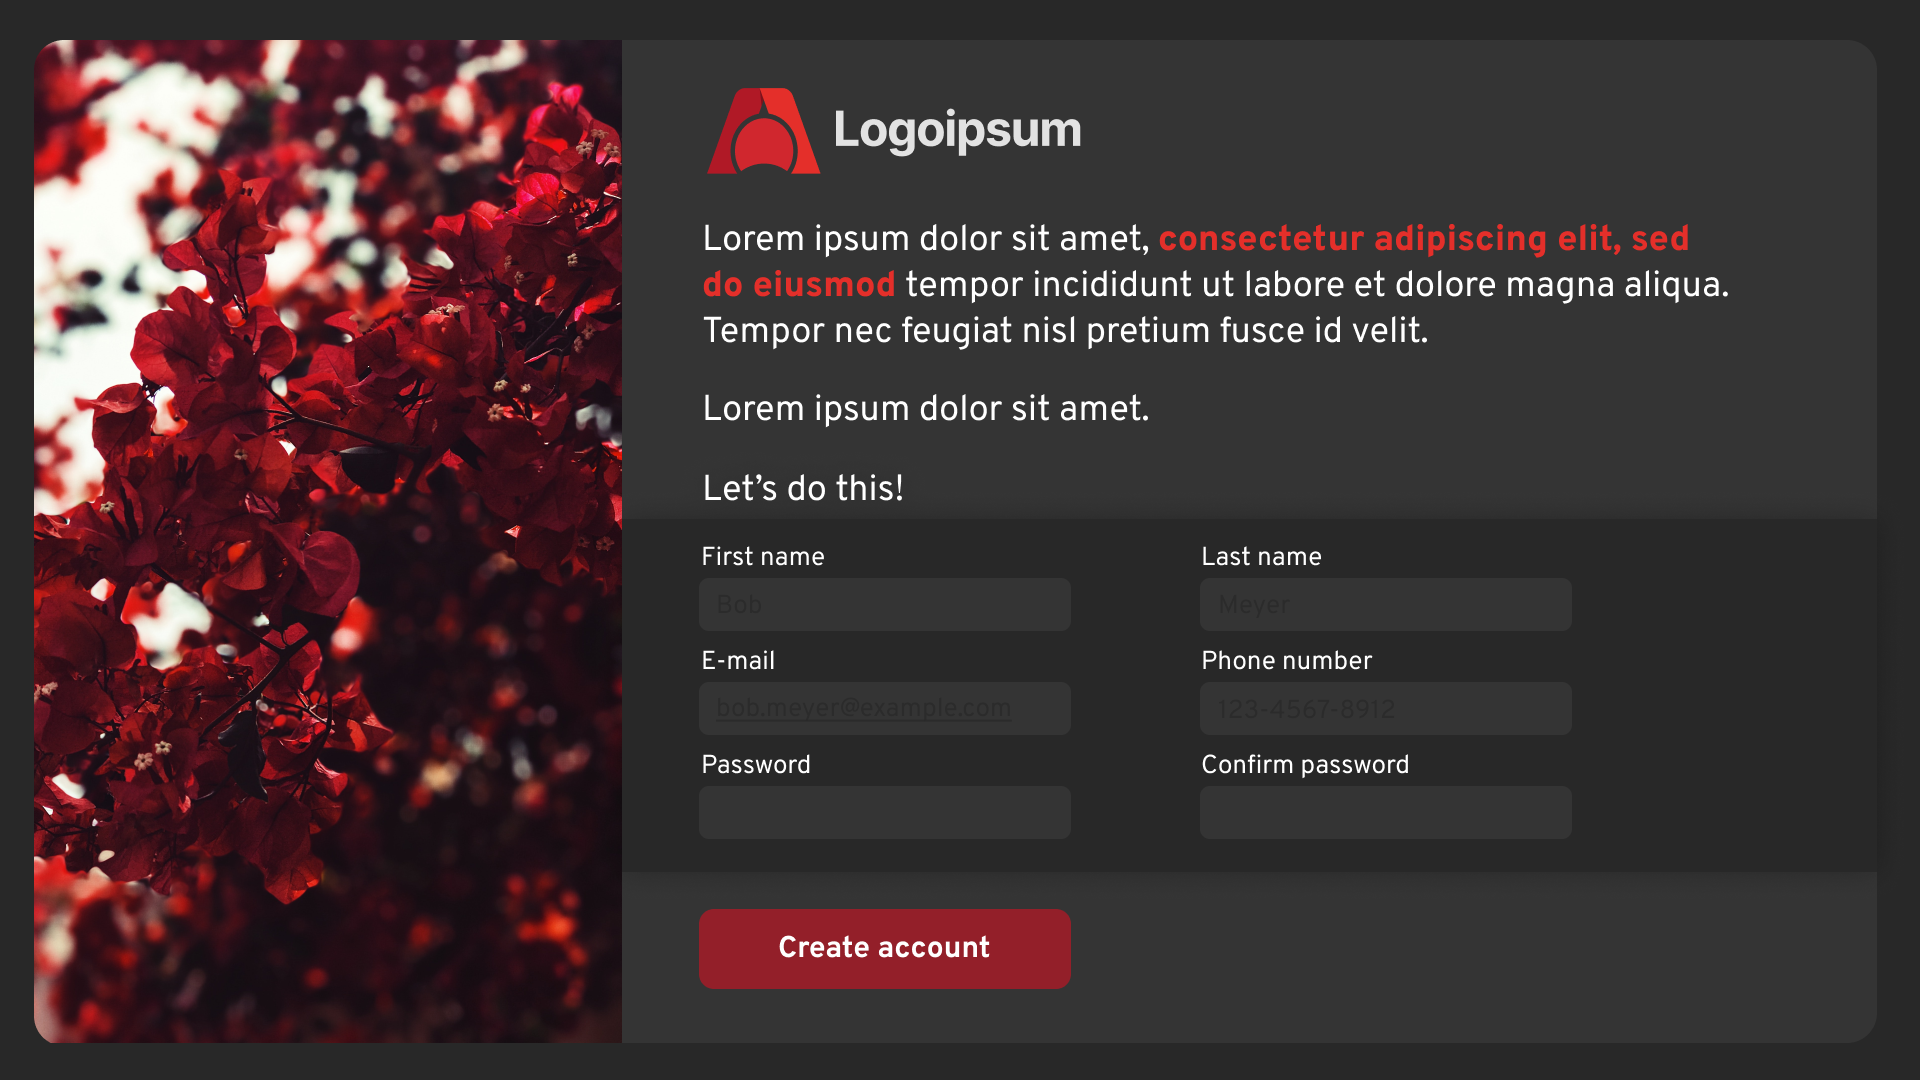 Logoipsum
Lorem ipsum dolor sit amet, consectetur adipiscing elit, sed
do eiusmod tempor incididunt ut labore et dolore magna aliqua.
Tempor nec feugiat nisl pretium fusce id velit.
Lorem ipsum dolor sit amet.
Let’s do this!
First name
Last name
Bob
Meyer
E-mail
Phone number
bob.meyer@example.com
123-4567-8912
Password
Confirm password
Create account